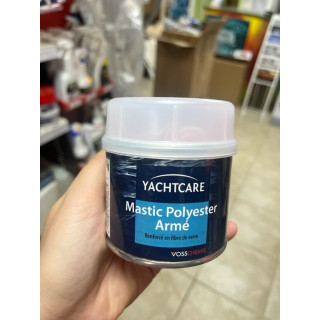 YACHTCARE
Mastic Polyester
Armé
Renforcé en fibre de verre
VOSSCHEMIE